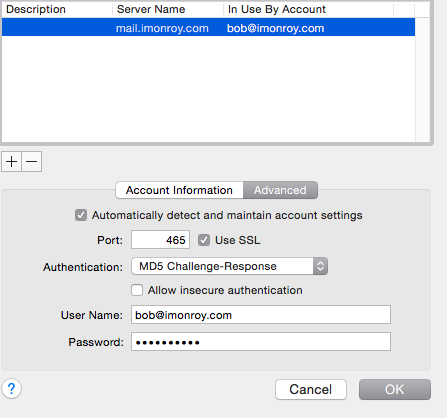 Description Server Name In Use By Account
mail.imonroy.com bob@imonroy.com
+ −
Account Information Advanced
Automatically detect and maintain account settings
Port: 465 Use SSL
Authentication: MD5 Challenge-Response
Allow insecure authentication
User Name: bob@imonroy.com
Password: ••••••••••
? Cancel OK